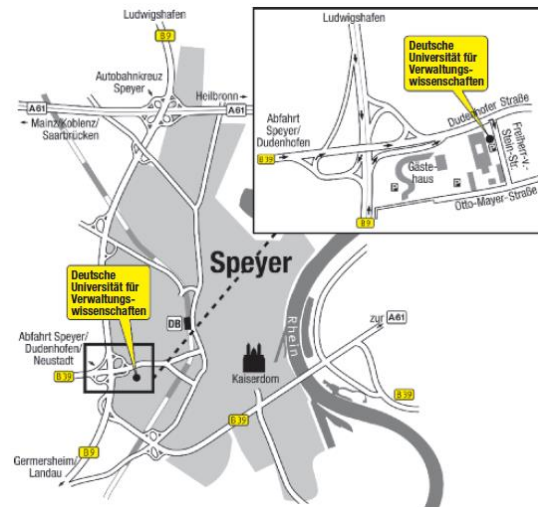 Ludwigshafen
B9
Autobahnkreuz
Speyer
Heilbronn
A61
A61
Mainz/Koblenz/
Saarbrücken
Deutsche
Universität für
Verwaltungs-
wissenschaften
Abfahrt Speyer/
Dudenhofen/
Neustadt
B39
DB
Speyer
Kaiserdom
Rhein
zur A61
B39
B39
B9
Germersheim/
Landau
Ludwigshafen
Deutsche
Universität für
Verwaltungs-
wissenschaften
Dudenhofer Straße
Abfahrt
Speyer/
Dudenhofen
B39
Gäste-
haus
P
P
P
Freiherr-v.-
Stein-Str.
Otto-Mayer-Straße
B9